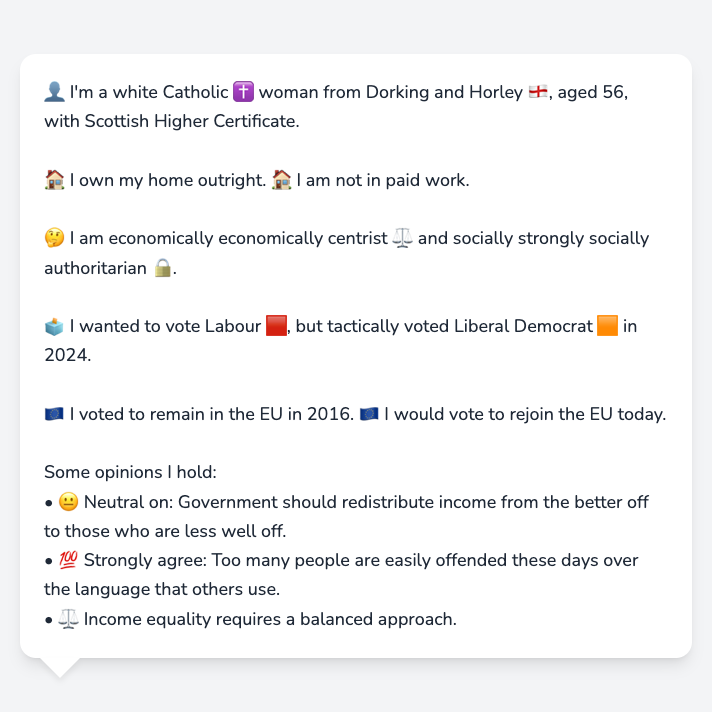 👤 I'm a white Catholic ✝️ woman from Dorking and Horley 🏴󠁧󠁢󠁥󠁮󠁧󠁿, aged 56,
with Scottish Higher Certificate.
🏠 I own my home outright. 🏠 I am not in paid work.
🤔 I am economically economically centrist ⚖️ and socially strongly socially
authoritarian 🔒.
🗳️ I wanted to vote Labour 🟥, but tactically voted Liberal Democrat 🟧 in
2024.
🇪🇺 I voted to remain in the EU in 2016. 🇪🇺 I would vote to rejoin the EU today.
Some opinions I hold:
• 😐 Neutral on: Government should redistribute income from the better off
to those who are less well off.
• 💯 Strongly agree: Too many people are easily offended these days over
the language that others use.
• ⚖️ Income equality requires a balanced approach.